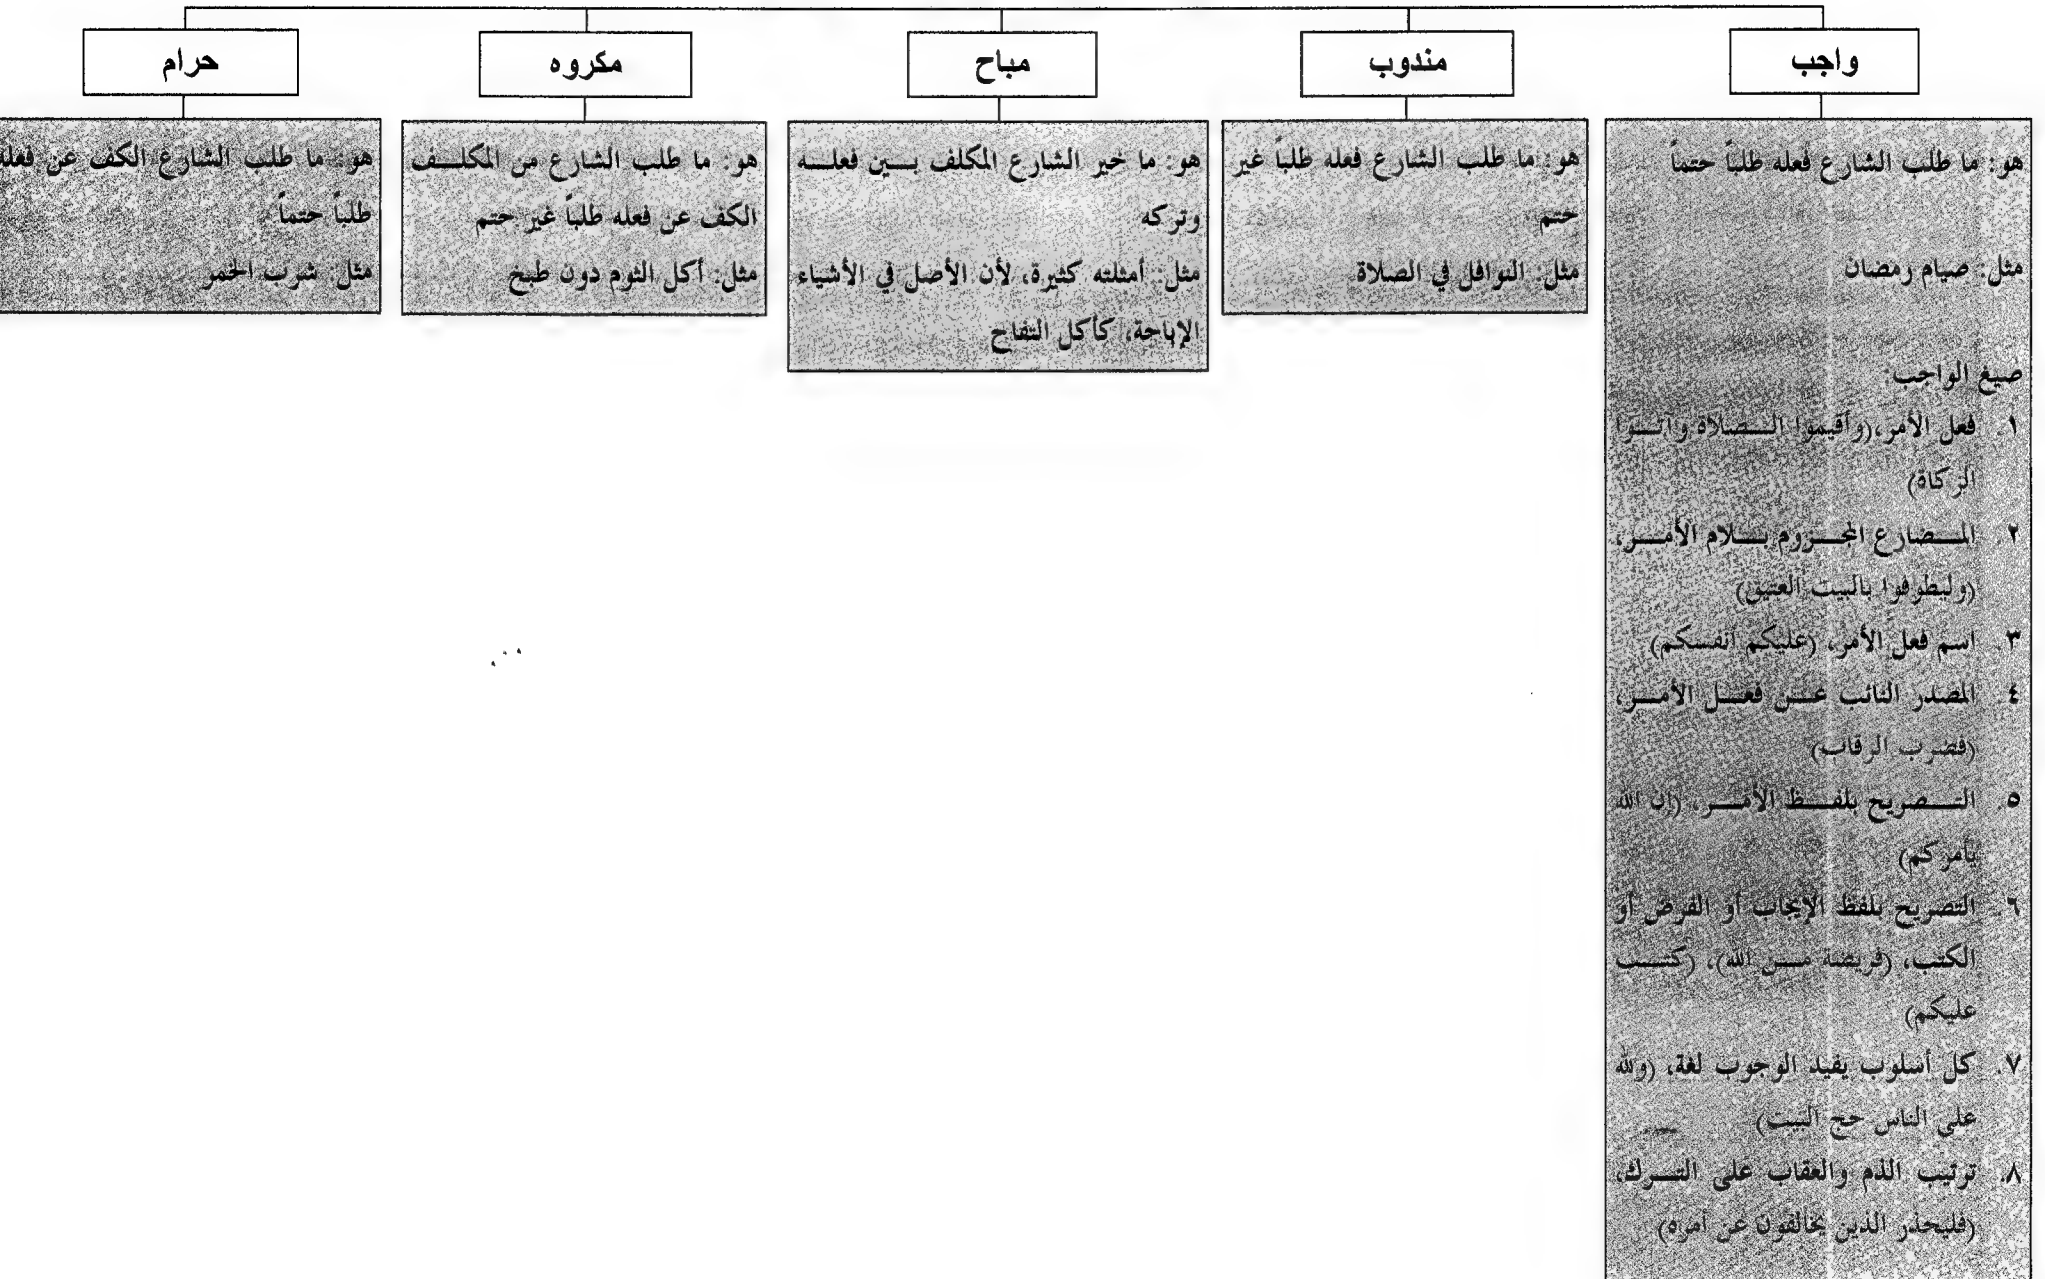 واجب
هو: ما طلب الشارع فعله طلباً حتماً
مثل: صيام رمضان
صيغ الواجب:
١. فعل الأمر، (وأقيموا الصلاة وآتوا
الزكاة)
٢. المضارع المجزوم بلام الأمر،
(وليطوفوا بالبيت العتيق)
٣. اسم فعل الأمر، (عليكم أنفسكم)
٤. المصدر النائب عن فعل الأمر،
(فضرب الرقاب)
٥. التصريح بلفظ الأمر، (إن الله
يأمركم)
٦. التصريح بلفظ الإيجاب أو الفرض أو
الكتب، (فريضة من الله)، (كتب
عليكم)
٧. كل أسلوب يفيد الوجوب لغة، (ولله
على الناس حج البيت)
٨. ترتيب الذم والعقاب على الترك،
(فليحذر الذين يخالفون عن أمره)
مندوب
هو: ما طلب الشارع فعله طلباً غير
حتم
مثل: النوافل في الصلاة
مباح
هو: ما خير الشارع المكلف بين فعله
وتركه
مثل: أمثلته كثيرة، لأن الأصل في الأشياء
الإباحة، كأكل التفاح
مكروه
هو: ما طلب الشارع من المكلف
الكف عن فعله طلباً غير حتم
مثل: أكل الثوم دون طبخ
حرام
هو: ما طلب الشارع الكف عن فعله
طلباً حتماً
مثل: شرب الخمر